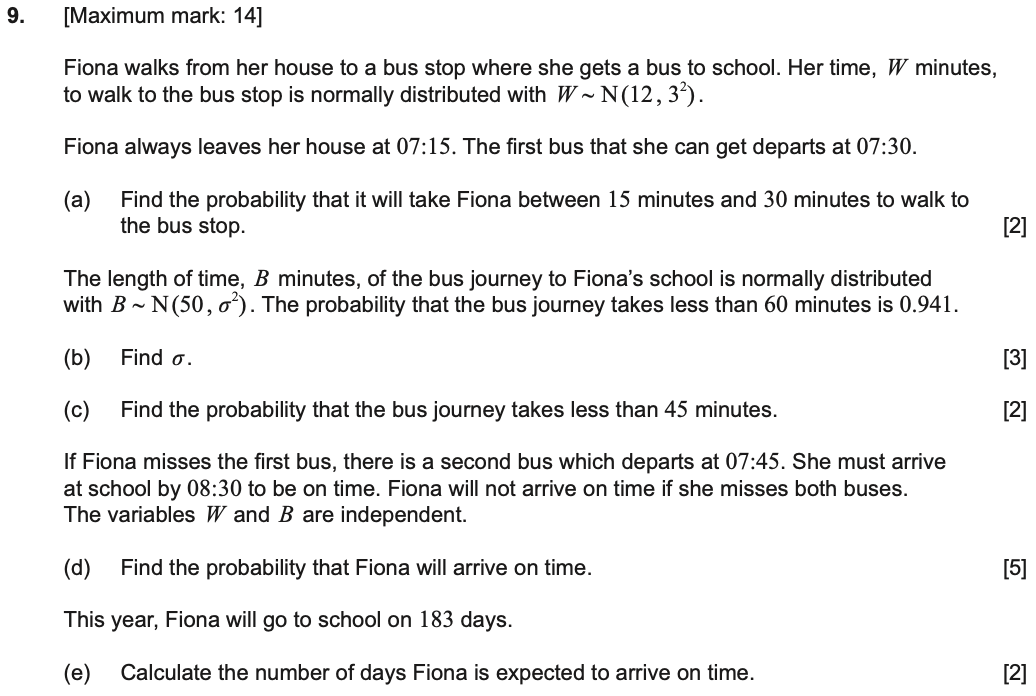 9. [Maximum mark: 14]
Fiona walks from her house to a bus stop where she gets a bus to school. Her time, W minutes,
to walk to the bus stop is normally distributed with W ~ N(12, 3²).
Fiona always leaves her house at 07:15. The first bus that she can get departs at 07:30.
(a) Find the probability that it will take Fiona between 15 minutes and 30 minutes to walk to
the bus stop. [2]
The length of time, B minutes, of the bus journey to Fiona’s school is normally distributed
with B ~ N(50, σ²). The probability that the bus journey takes less than 60 minutes is 0.941.
(b) Find σ. [3]
(c) Find the probability that the bus journey takes less than 45 minutes. [2]
If Fiona misses the first bus, there is a second bus which departs at 07:45. She must arrive
at school by 08:30 to be on time. Fiona will not arrive on time if she misses both buses.
The variables W and B are independent.
(d) Find the probability that Fiona will arrive on time. [5]
This year, Fiona will go to school on 183 days.
(e) Calculate the number of days Fiona is expected to arrive on time. [2]